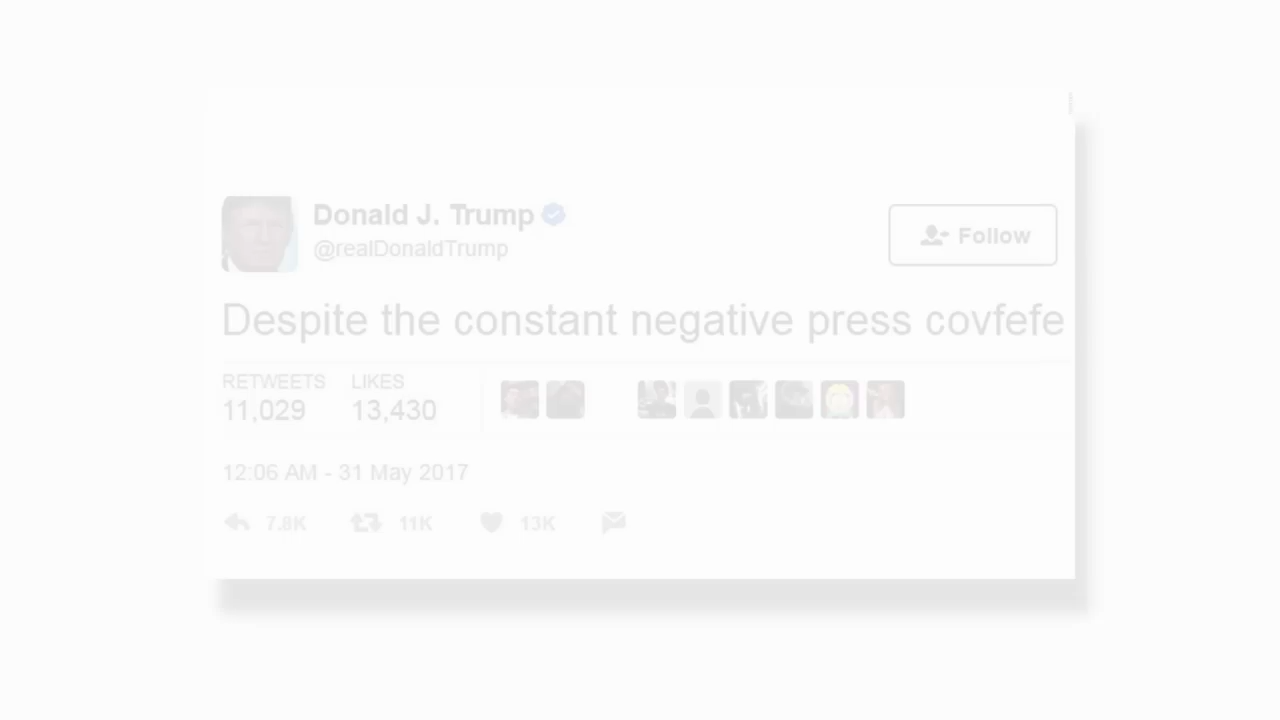 Donald J. Trump
@realDonaldTrump
Follow
Despite the constant negative press covfefe
RETWEETS LIKES
11,029 13,430
12:06 AM - 31 May 2017
7.8K 11K 13K